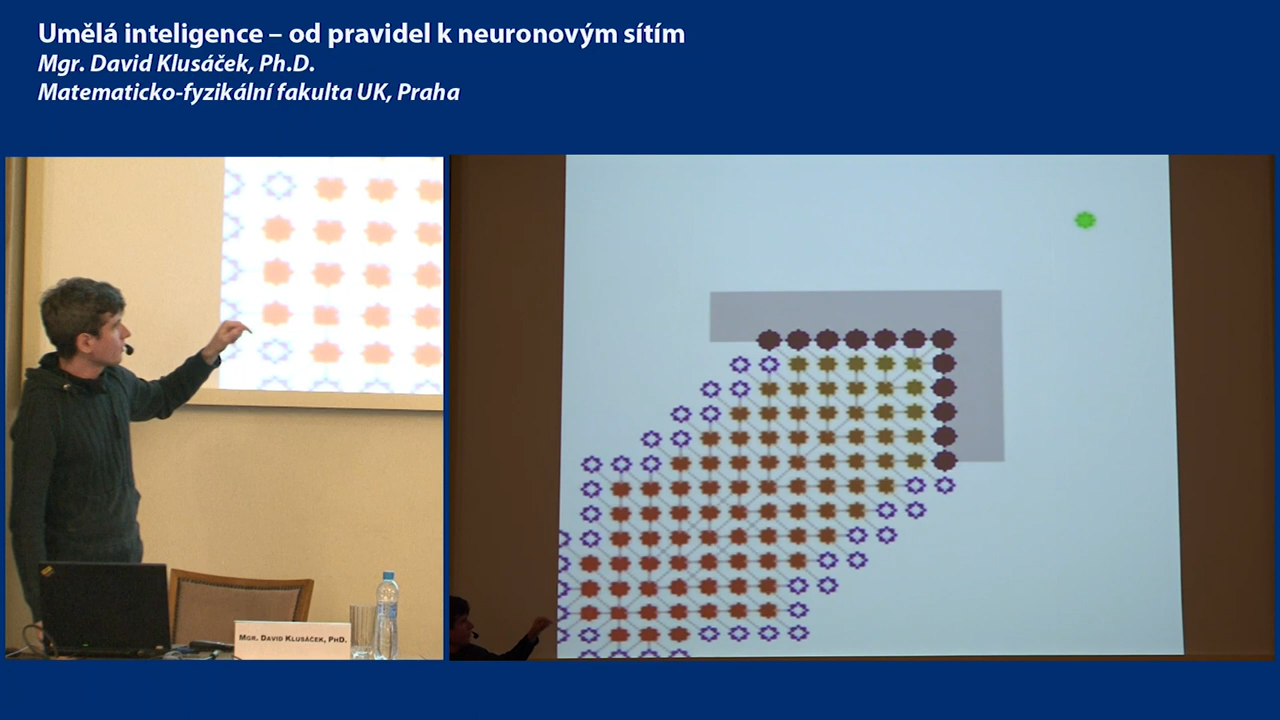 Umělá inteligence – od pravidel k neuronovým sítím
Mgr. David Klusáček, Ph.D.
Matematicko-fyzikální fakulta UK, Praha
Mgr. David Klusáček, PhD.